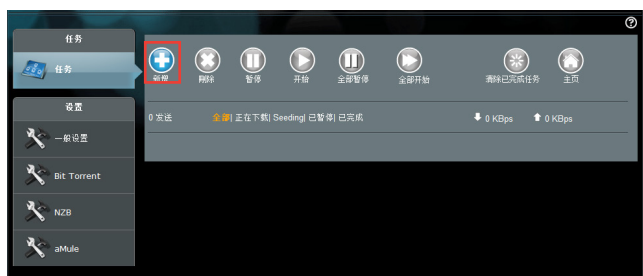 任务
任务
设置
一般设置
Bit Torrent
NZB
aMule
新增
刪除
暂停
开始
全部暂停
全部开始
清除已完成任务
主页
0 发送
全部| 正在下载| Seeding| 已暂停| 已完成
0 KBps
0 KBps